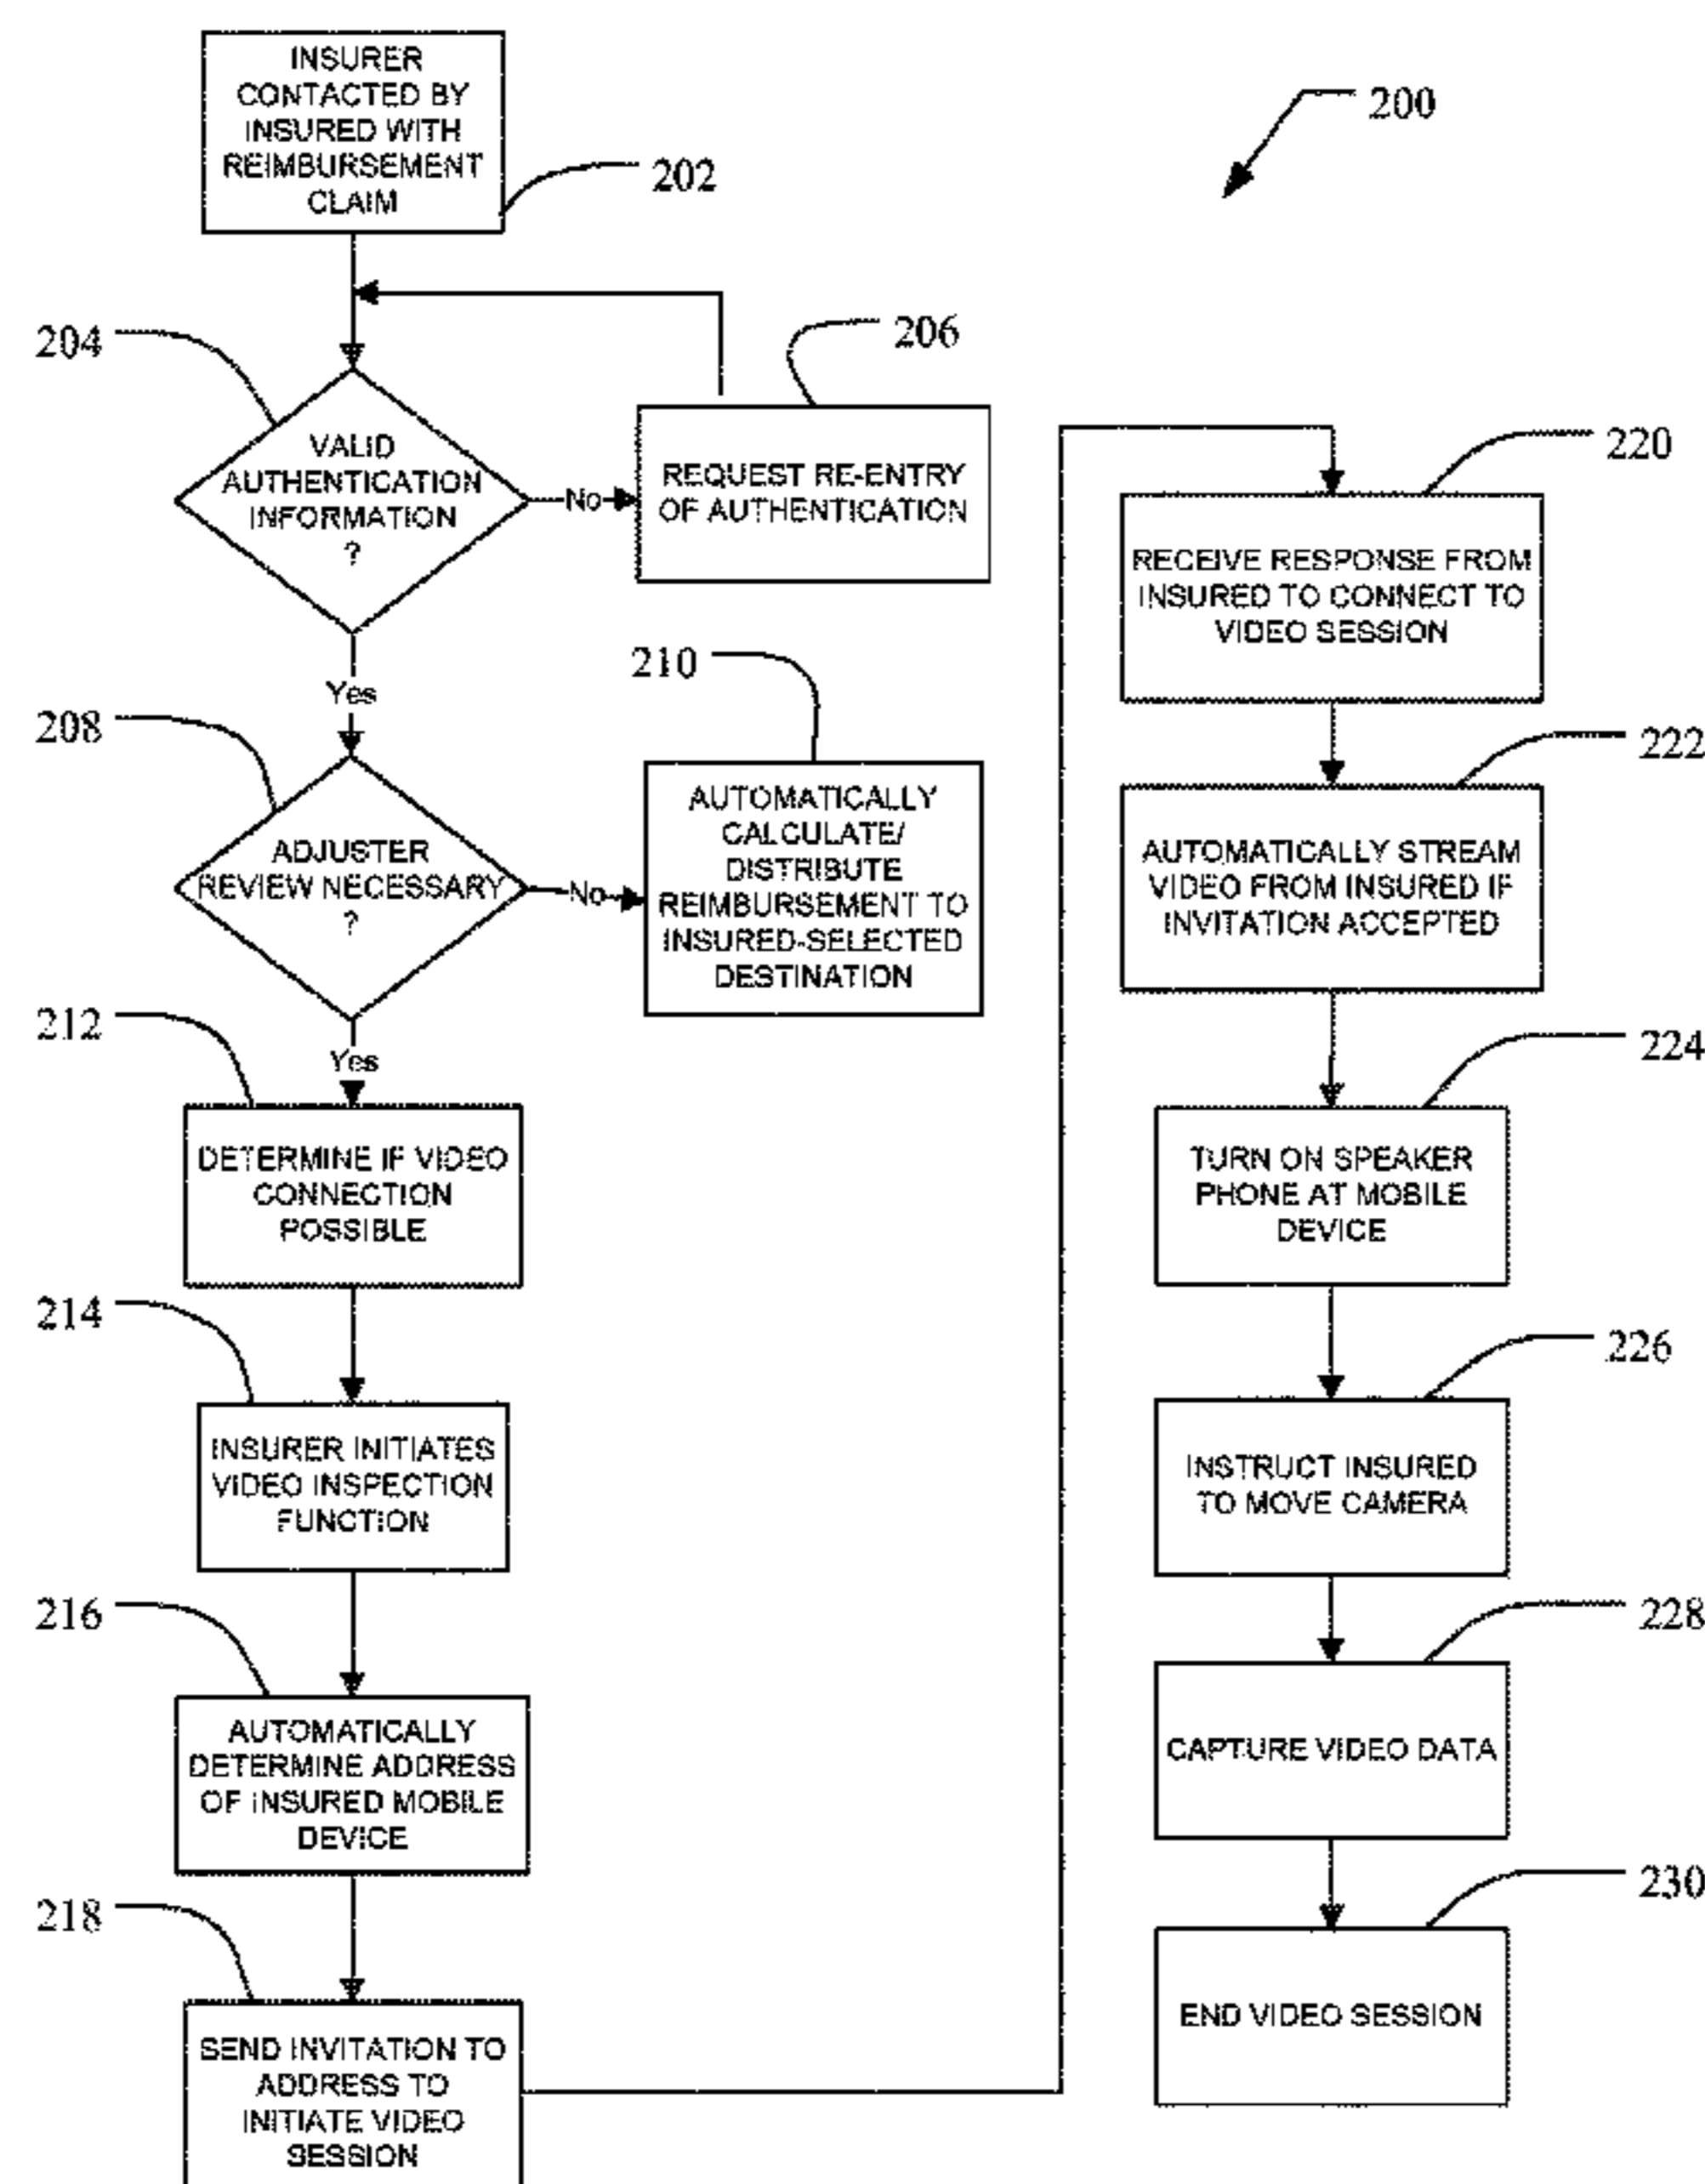 INSURER
CONTACTED BY
INSURED WITH
REIMBURSEMENT
CLAIM
202
200
204
VALID
AUTHENTICATION
INFORMATION
?
No
206
REQUEST RE-ENTRY
OF AUTHENTICATION
Yes
208
ADJUSTER
REVIEW NECESSARY
?
No
210
AUTOMATICALLY
CALCULATE/
DISTRIBUTE
REIMBURSEMENT TO
INSURED-SELECTED
DESTINATION
Yes
212
DETERMINE IF VIDEO
CONNECTION
POSSIBLE
214
INSURER INITIATES
VIDEO INSPECTION
FUNCTION
216
AUTOMATICALLY
DETERMINE ADDRESS
OF INSURED MOBILE
DEVICE
218
SEND INVITATION TO
ADDRESS TO
INITIATE VIDEO
SESSION
220
RECEIVE RESPONSE FROM
INSURED TO CONNECT TO
VIDEO SESSION
222
AUTOMATICALLY STREAM
VIDEO FROM INSURED IF
INVITATION ACCEPTED
224
TURN ON SPEAKER
PHONE AT MOBILE
DEVICE
226
INSTRUCT INSURED
TO MOVE CAMERA
228
CAPTURE VIDEO DATA
230
END VIDEO SESSION